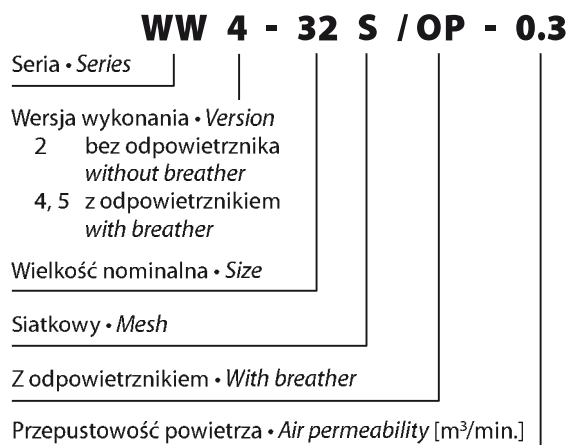 WW 4 - 32 S / OP - 0.3
Seria • Series
Wersja wykonania • Version
2 bez odpowietrznika
without breather
4, 5 z odpowietrznikiem
with breather
Wielkość nominalna • Size
Siatkowy • Mesh
Z odpowietrznikiem • With breather
Przepustowość powietrza • Air permeability [m³/min.]